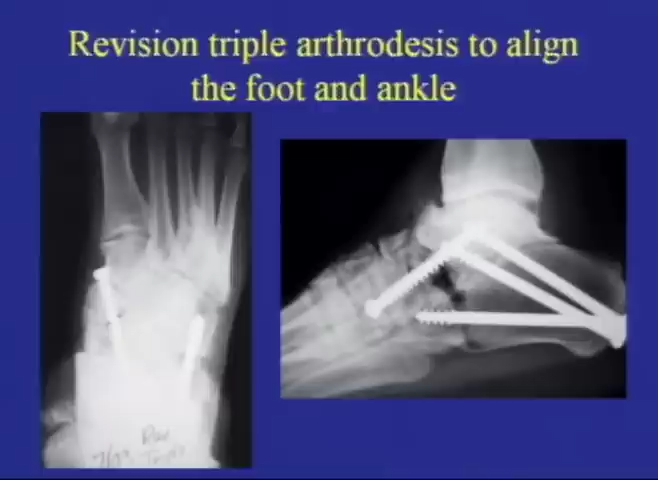 Revision triple arthrodesis to align
the foot and ankle